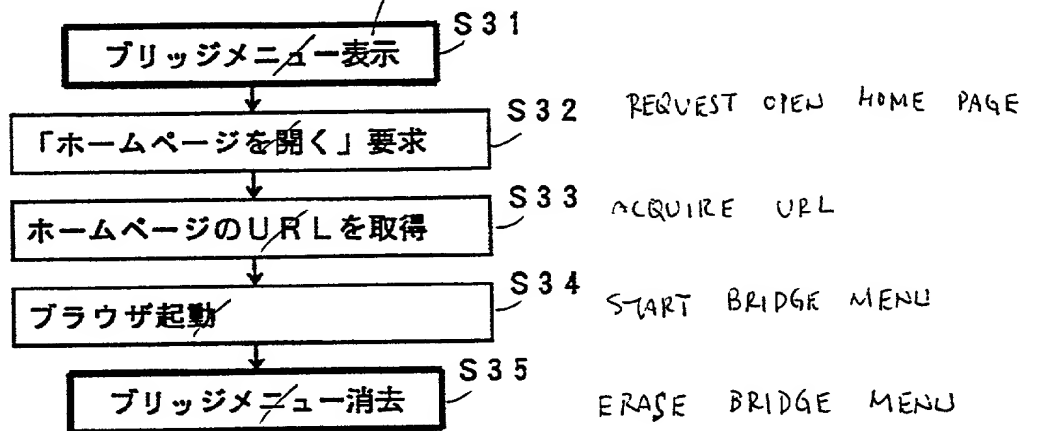 ブリッジメニュー表示 S31
「ホームページを開く」要求 S32 REQUEST OPEN HOME PAGE
ホームページのURLを取得 S33 ACQUIRE URL
ブラウザ起動 S34 START BRIDGE MENU
ブリッジメニュー消去 S35 ERASE BRIDGE MENU